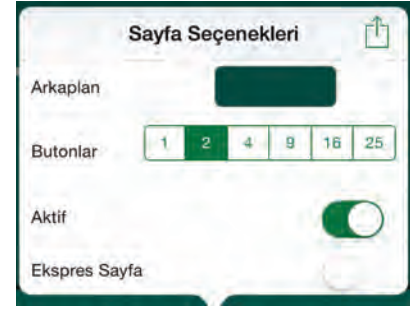 Sayfa Seçenekleri
Arkaplan
Butonlar 1 2 4 9 16 25
Aktif
Ekspres Sayfa